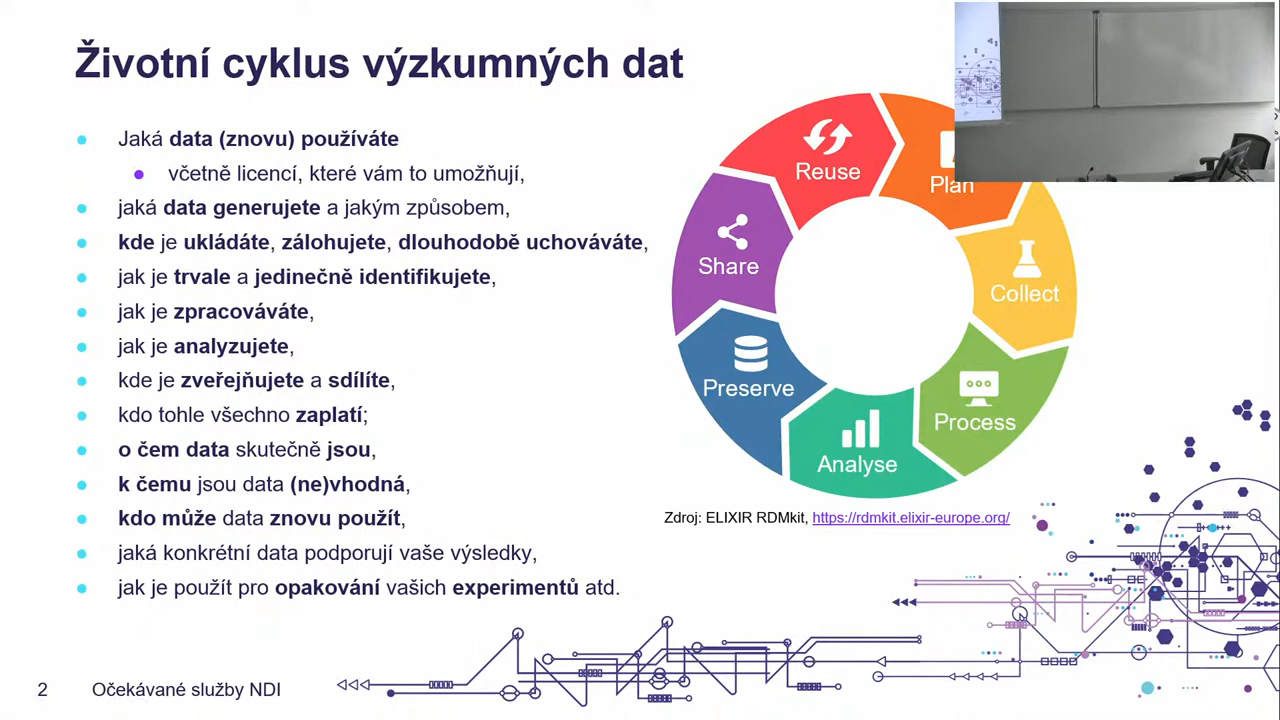 Životní cyklus výzkumných dat
Jaká data (znovu) používáte
včetně licencí, které vám to umožňují,
jaká data generujete a jakým způsobem,
kde je ukládáte, zálohujete, dlouhodobě uchováváte,
jak je trvale a jedinečně identifikujete,
jak je zpracováváte,
jak je analyzujete,
kde je zveřejňujete a sdílíte,
kdo tohle všechno zaplatí;
o čem data skutečně jsou,
k čemu jsou data (ne)vhodná,
kdo může data znovu použít,
jaká konkrétní data podporují vaše výsledky,
jak je použít pro opakování vašich experimentů atd.
Reuse
Plan
Collect
Process
Analyse
Preserve
Share
Zdroj: ELIXIR RDMkit, https://rdmkit.elixir-europe.org/
2 Očekávané služby NDI